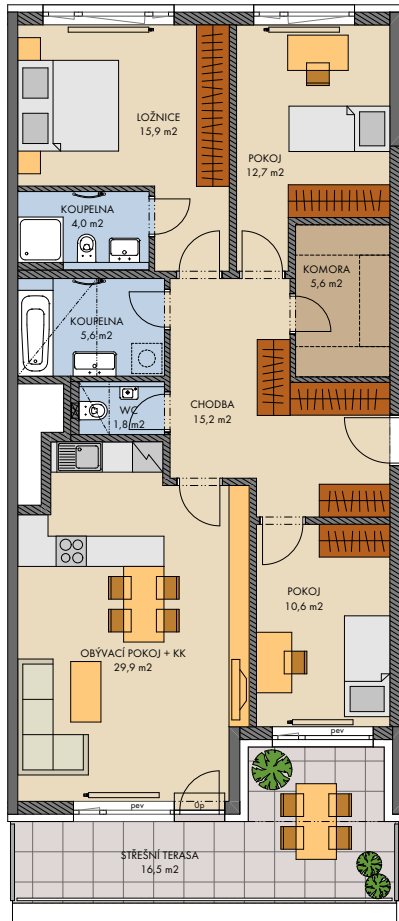 LOŽNICE
15,9 m2
POKOJ
12,7 m2
KOUPELNA
4,0 m2
KOMORA
5,6 m2
KOUPELNA
5,6 m2
WC
1,8 m2
CHODBA
15,2 m2
POKOJ
10,6 m2
OBÝVACÍ POKOJ + KK
29,9 m2
pev
pev
Op
STŘEŠNÍ TERASA
16,5 m2